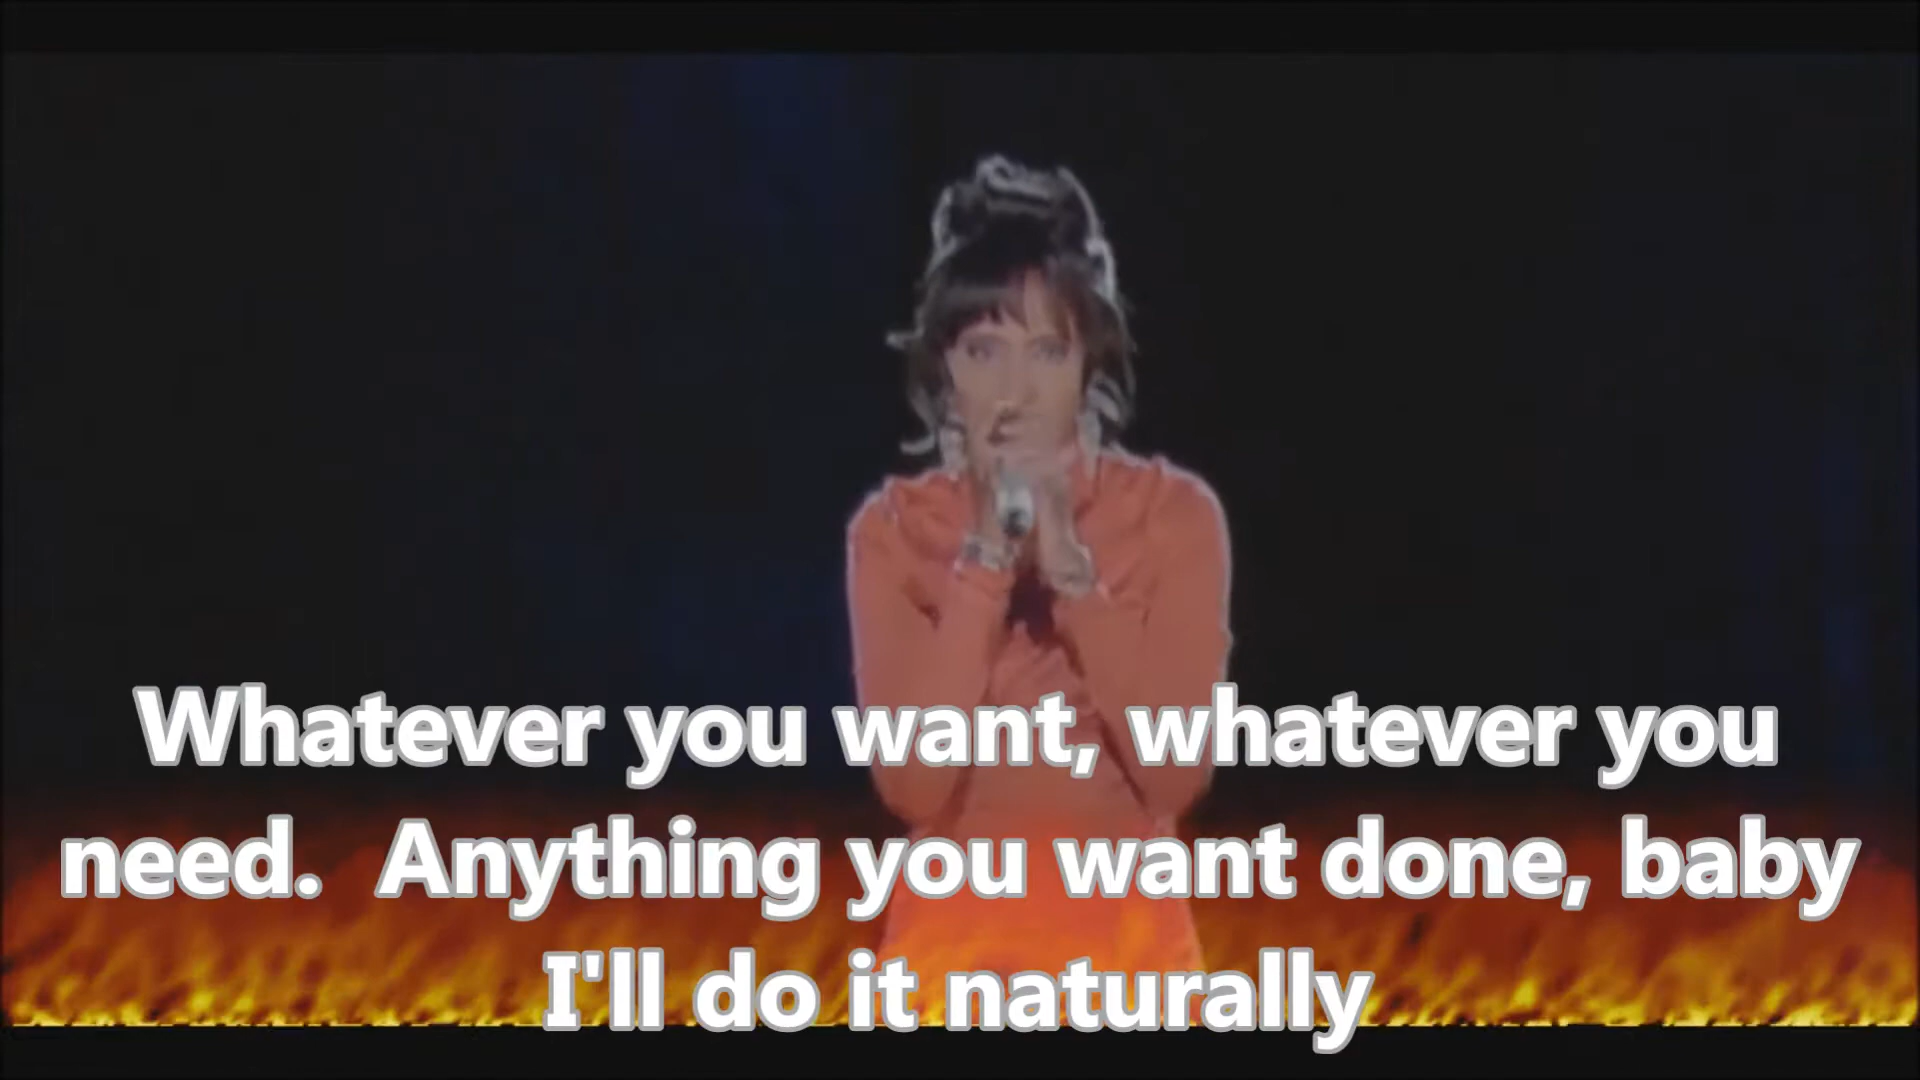 Whatever you want, whatever you
need.  Anything you want done, baby
I'll do it naturally